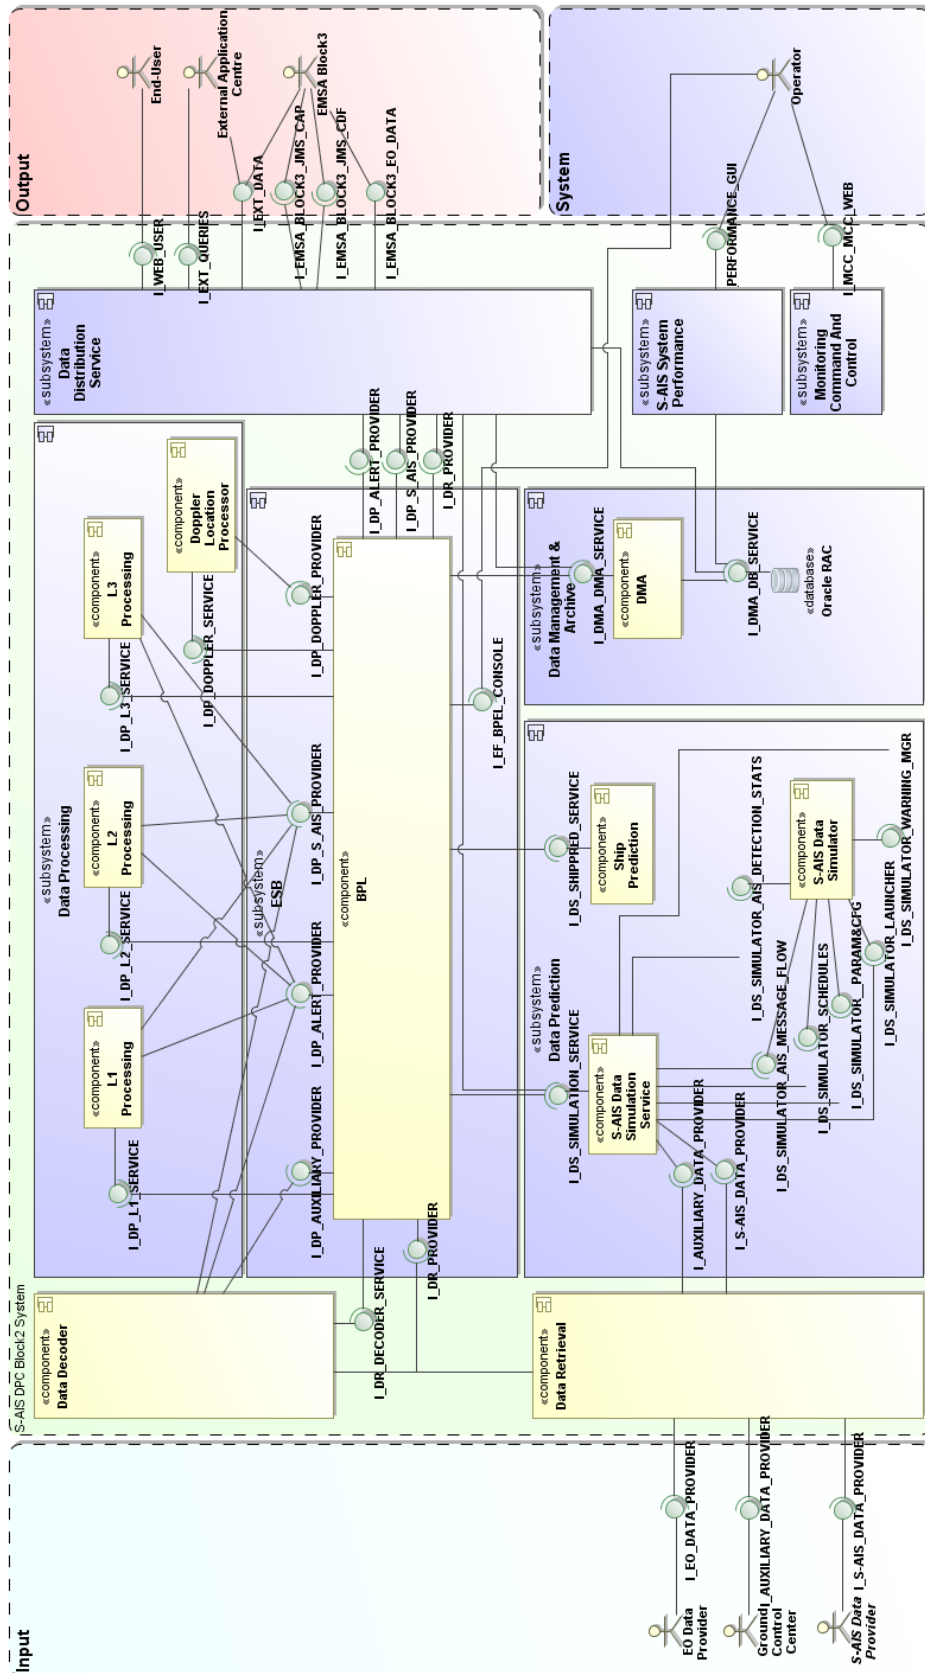 Input
EO Data
Provider
Ground
Control
Center
S-AIS Data
Provider
I_EO_DATA_PROVIDER
I_AUXILIARY_DATA_PROVIDER
I_S-AIS_DATA_PROVIDER
S-AIS DPC Block2 System
«component»
Data Decoder
«component»
Data Retrieval
I_DR_DECODER_SERVICE
I_DR_PROVIDER
«subsystem»
Data Processing
«component»
L1
Processing
«component»
L2
Processing
«component»
L3
Processing
«component»
Doppler
Location
Processor
I_DP_L1_SERVICE
I_DP_L2_SERVICE
I_DP_L3_SERVICE
I_DP_DOPPLER_SERVICE
«subsystem»
ESB
I_DP_AUXILIARY_PROVIDER
I_DP_ALERT_PROVIDER
I_DP_S_AIS_PROVIDER
I_DP_DOPPLER_PROVIDER
«component»
BPL
I_EF_BPEL_CONSOLE
«subsystem»
Data Prediction
I_DS_SIMULATION_SERVICE
I_DS_SHIPPRED_SERVICE
«component»
S-AIS Data
Simulation
Service
«component»
Ship
Prediction
I_AUXILIARY_DATA_PROVIDER
I_S-AIS_DATA_PROVIDER
I_DS_SIMULATOR_AIS_DETECTION_STATS
I_DS_SIMULATOR_AIS_MESSAGE_FLOW
I_DS_SIMULATOR_SCHEDULES
I_DS_SIMULATOR__PARAM&CFG
I_DS_SIMULATOR_LAUNCHER
I_DS_SIMULATOR_WARNING_MGR
«component»
S-AIS Data
Simulator
«subsystem»
Data Management &
Archive
I_DMA_DMA_SERVICE
«component»
DMA
I_DMA_DB_SERVICE
«database»
Oracle RAC
«subsystem»
Data
Distribution
Service
I_DP_ALERT_PROVIDER
I_DP_S_AIS_PROVIDER
I_DR_PROVIDER
«subsystem»
S-AIS System
Performance
«subsystem»
Monitoring
Command And
Control
I_WEB_USER
I_EXT_QUERIES
I_EXT_DATA
I_EMSA_BLOCK3_JMS_CAP
I_EMSA_BLOCK3_JMS_CDF
I_EMSA_BLOCK3_EO_DATA
PERFORMANCE_GUI
I_MCC_MCC_WEB
Output
End-User
External Application
Centre
EMSA Block3
System
Operator